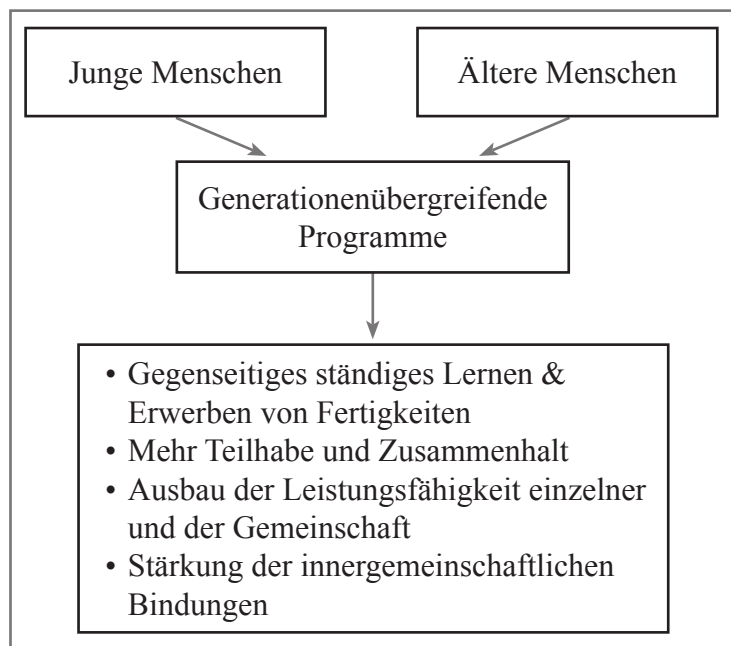 Junge Menschen
Ältere Menschen
Generationenübergreifende
Programme
• Gegenseitiges ständiges Lernen &
Erwerben von Fertigkeiten
• Mehr Teilhabe und Zusammenhalt
• Ausbau der Leistungsfähigkeit einzelner
und der Gemeinschaft
• Stärkung der innergemeinschaftlichen
Bindungen